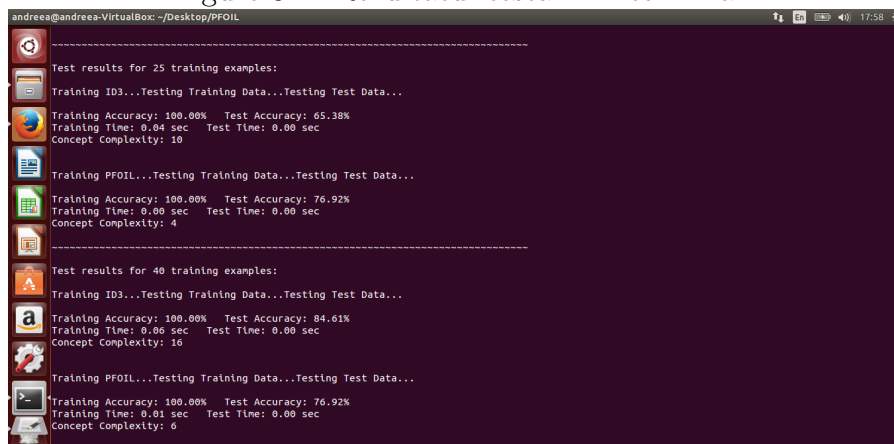 andreea@andreea-VirtualBox: ~/Desktop/PFOIL
En
17:58
~~~~~~~~~~~~~~~~~~~~~~~~~~~~~~~~~~~~~~~~~~~~~~~~~~~~~~~~~~~~~~~~~~~~~~~~~~~~~~~~
Test results for 25 training examples:
Training ID3...Testing Training Data...Testing Test Data...
Training Accuracy: 100.00%   Test Accuracy: 65.38%
Training Time: 0.04 sec   Test Time: 0.00 sec
Concept Complexity: 10
Training PFOIL...Testing Training Data...Testing Test Data...
Training Accuracy: 100.00%   Test Accuracy: 76.92%
Training Time: 0.00 sec   Test Time: 0.00 sec
Concept Complexity: 4
~~~~~~~~~~~~~~~~~~~~~~~~~~~~~~~~~~~~~~~~~~~~~~~~~~~~~~~~~~~~~~~~~~~~~~~~~~~~~~~~
Test results for 40 training examples:
Training ID3...Testing Training Data...Testing Test Data...
Training Accuracy: 100.00%   Test Accuracy: 84.61%
Training Time: 0.06 sec   Test Time: 0.00 sec
Concept Complexity: 16
Training PFOIL...Testing Training Data...Testing Test Data...
Training Accuracy: 100.00%   Test Accuracy: 76.92%
Training Time: 0.01 sec   Test Time: 0.00 sec
Concept Complexity: 6